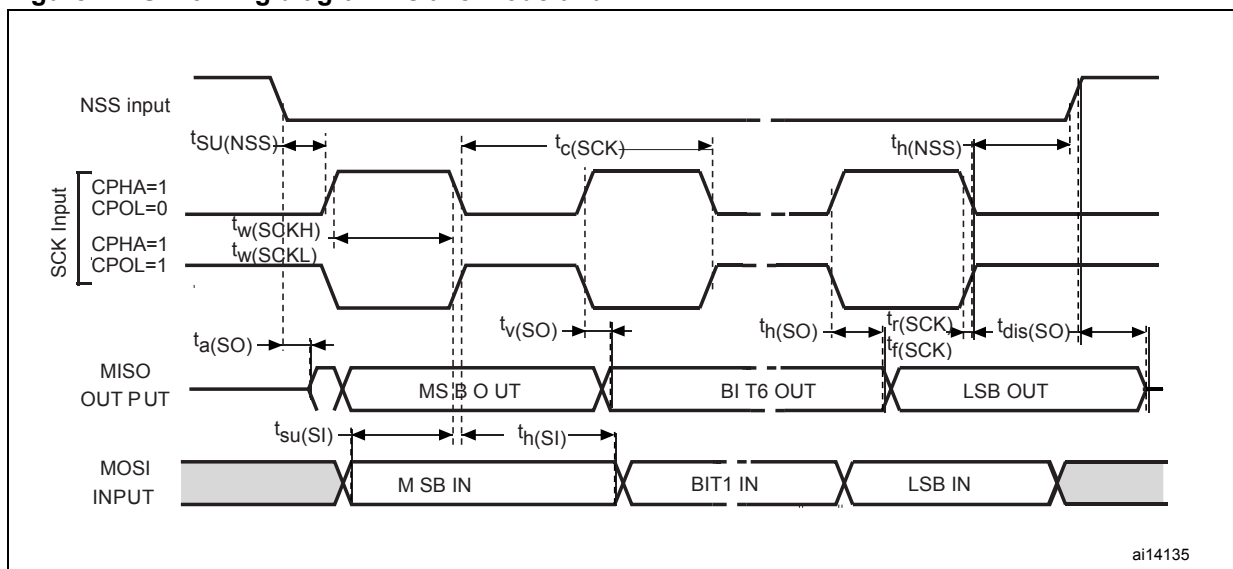 NSS input
tSU(NSS)
tc(SCK)
th(NSS)
SCK Input
CPHA=1
CPOL=0
tw(SCKH)
CPHA=1
tw(SCKL)
CPOL=1
ta(SO)
tv(SO)
th(SO)
tr(SCK)
tf(SCK)
tdis(SO)
MISO
OUT PUT
MS B O UT
BI T6 OUT
LSB OUT
tsu(SI)
th(SI)
MOSI
INPUT
M SB IN
BIT1 IN
LSB IN
ai14135